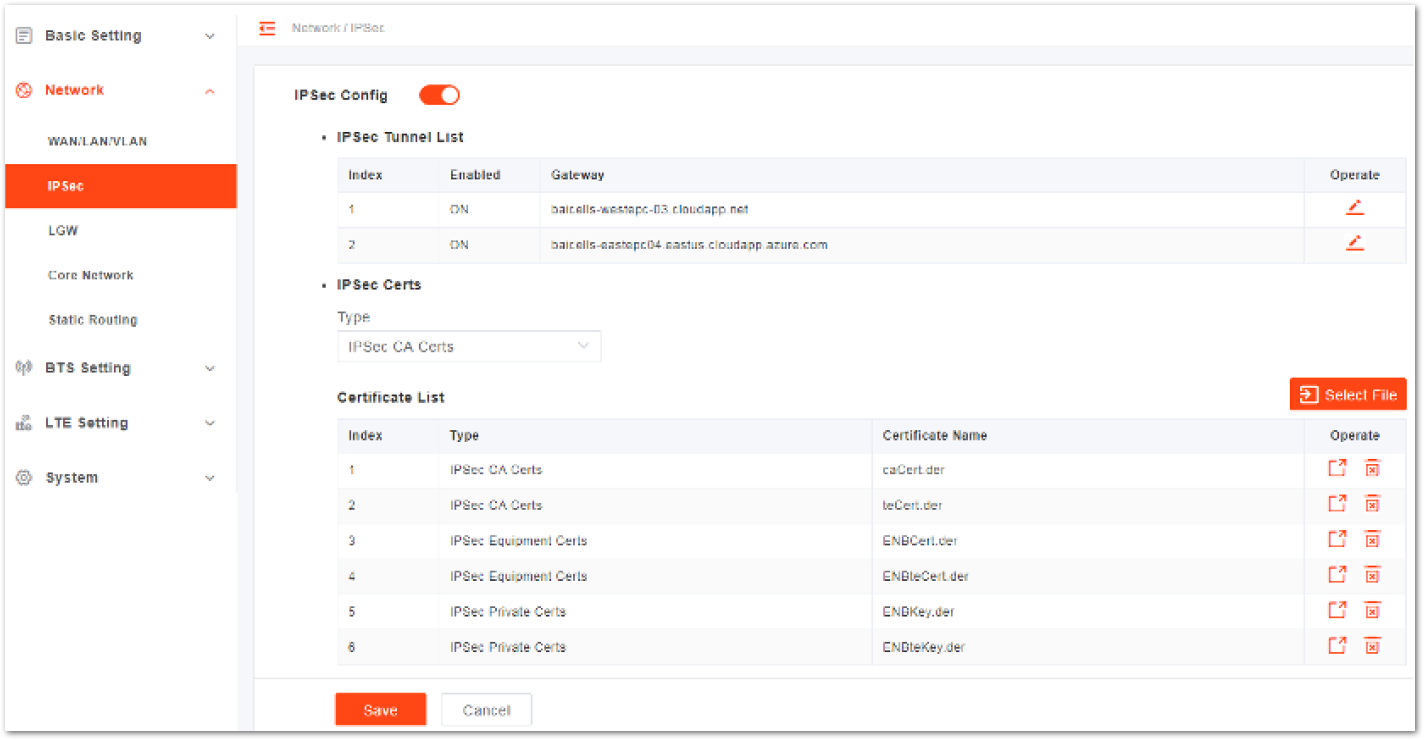 Basic Setting
Network
WAN/LAN/VLAN
IPSec
LGW
Core Network
Static Routing
BTS Setting
LTE Setting
System
Network / IPSec
IPSec Config
• IPSec Tunnel List
Index Enabled Gateway Operate
1 ON baicells-westepc-03.cloudapp.net
2 ON baicells-eastepc04.eastus.cloudapp.azure.com
• IPSec Certs
Type
IPSec CA Certs
Certificate List
Select File
Index Type Certificate Name Operate
1 IPSec CA Certs caCert.der
2 IPSec CA Certs teCert.der
3 IPSec Equipment Certs ENBCert.der
4 IPSec Equipment Certs ENBteCert.der
5 IPSec Private Certs ENBKey.der
6 IPSec Private Certs ENBteKey.der
Save Cancel